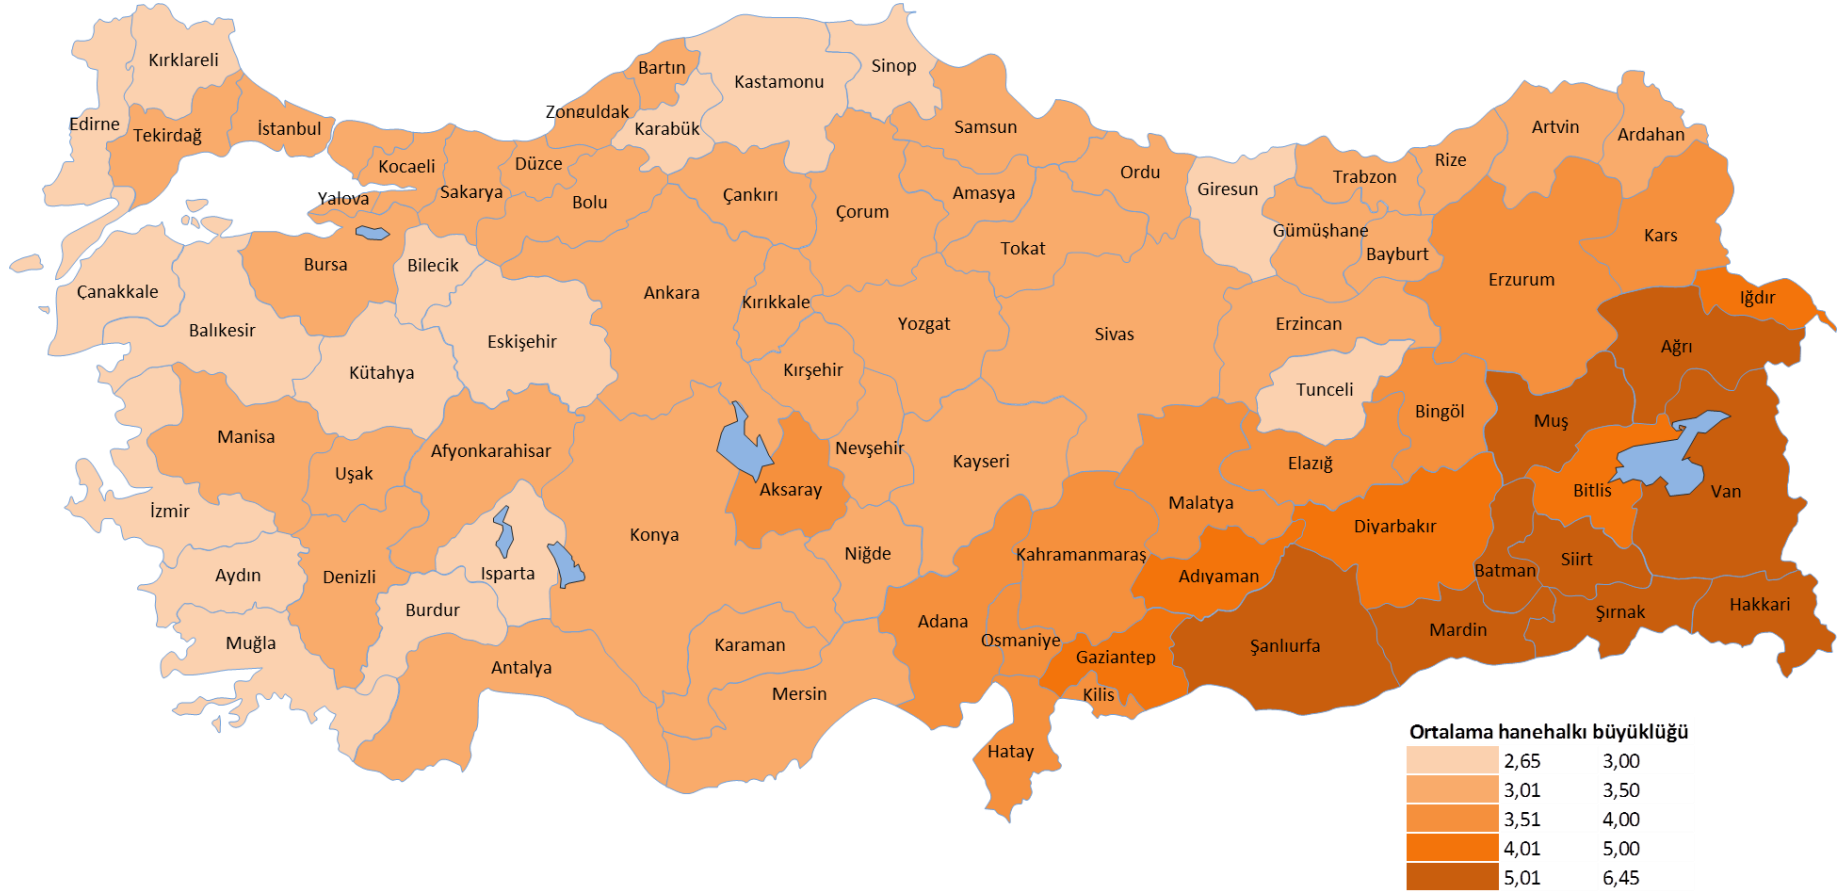 Kırklareli
Sinop
Bartın
Kastamonu
Zonguldak
Edirne
Tekirdağ
İstanbul
Karabük
Samsun
Artvin
Ardahan
Kocaeli
Düzce
Rize
Ordu
Trabzon
Yalova
Sakarya
Bolu
Çankırı
Amasya
Giresun
Çorum
Gümüşhane
Kars
Tokat
Bayburt
Bursa
Bilecik
Erzurum
Çanakkale
Ankara
Kırıkkale
Iğdır
Balıkesir
Yozgat
Erzincan
Eskişehir
Sivas
Ağrı
Kütahya
Kırşehir
Tunceli
Bingöl
Muş
Manisa
Afyonkarahisar
Nevşehir
Uşak
Kayseri
Elazığ
Aksaray
Bitlis
Van
İzmir
Malatya
Diyarbakır
Konya
Niğde
Kahramanmaraş
Siirt
Aydın
Denizli
Isparta
Adıyaman
Batman
Burdur
Hakkari
Şırnak
Adana
Mardin
Osmaniye
Muğla
Karaman
Şanlıurfa
Gaziantep
Antalya
Mersin
Kilis
Hatay
Ortalama hanehalkı büyüklüğü
2,65 3,00
3,01 3,50
3,51 4,00
4,01 5,00
5,01 6,45